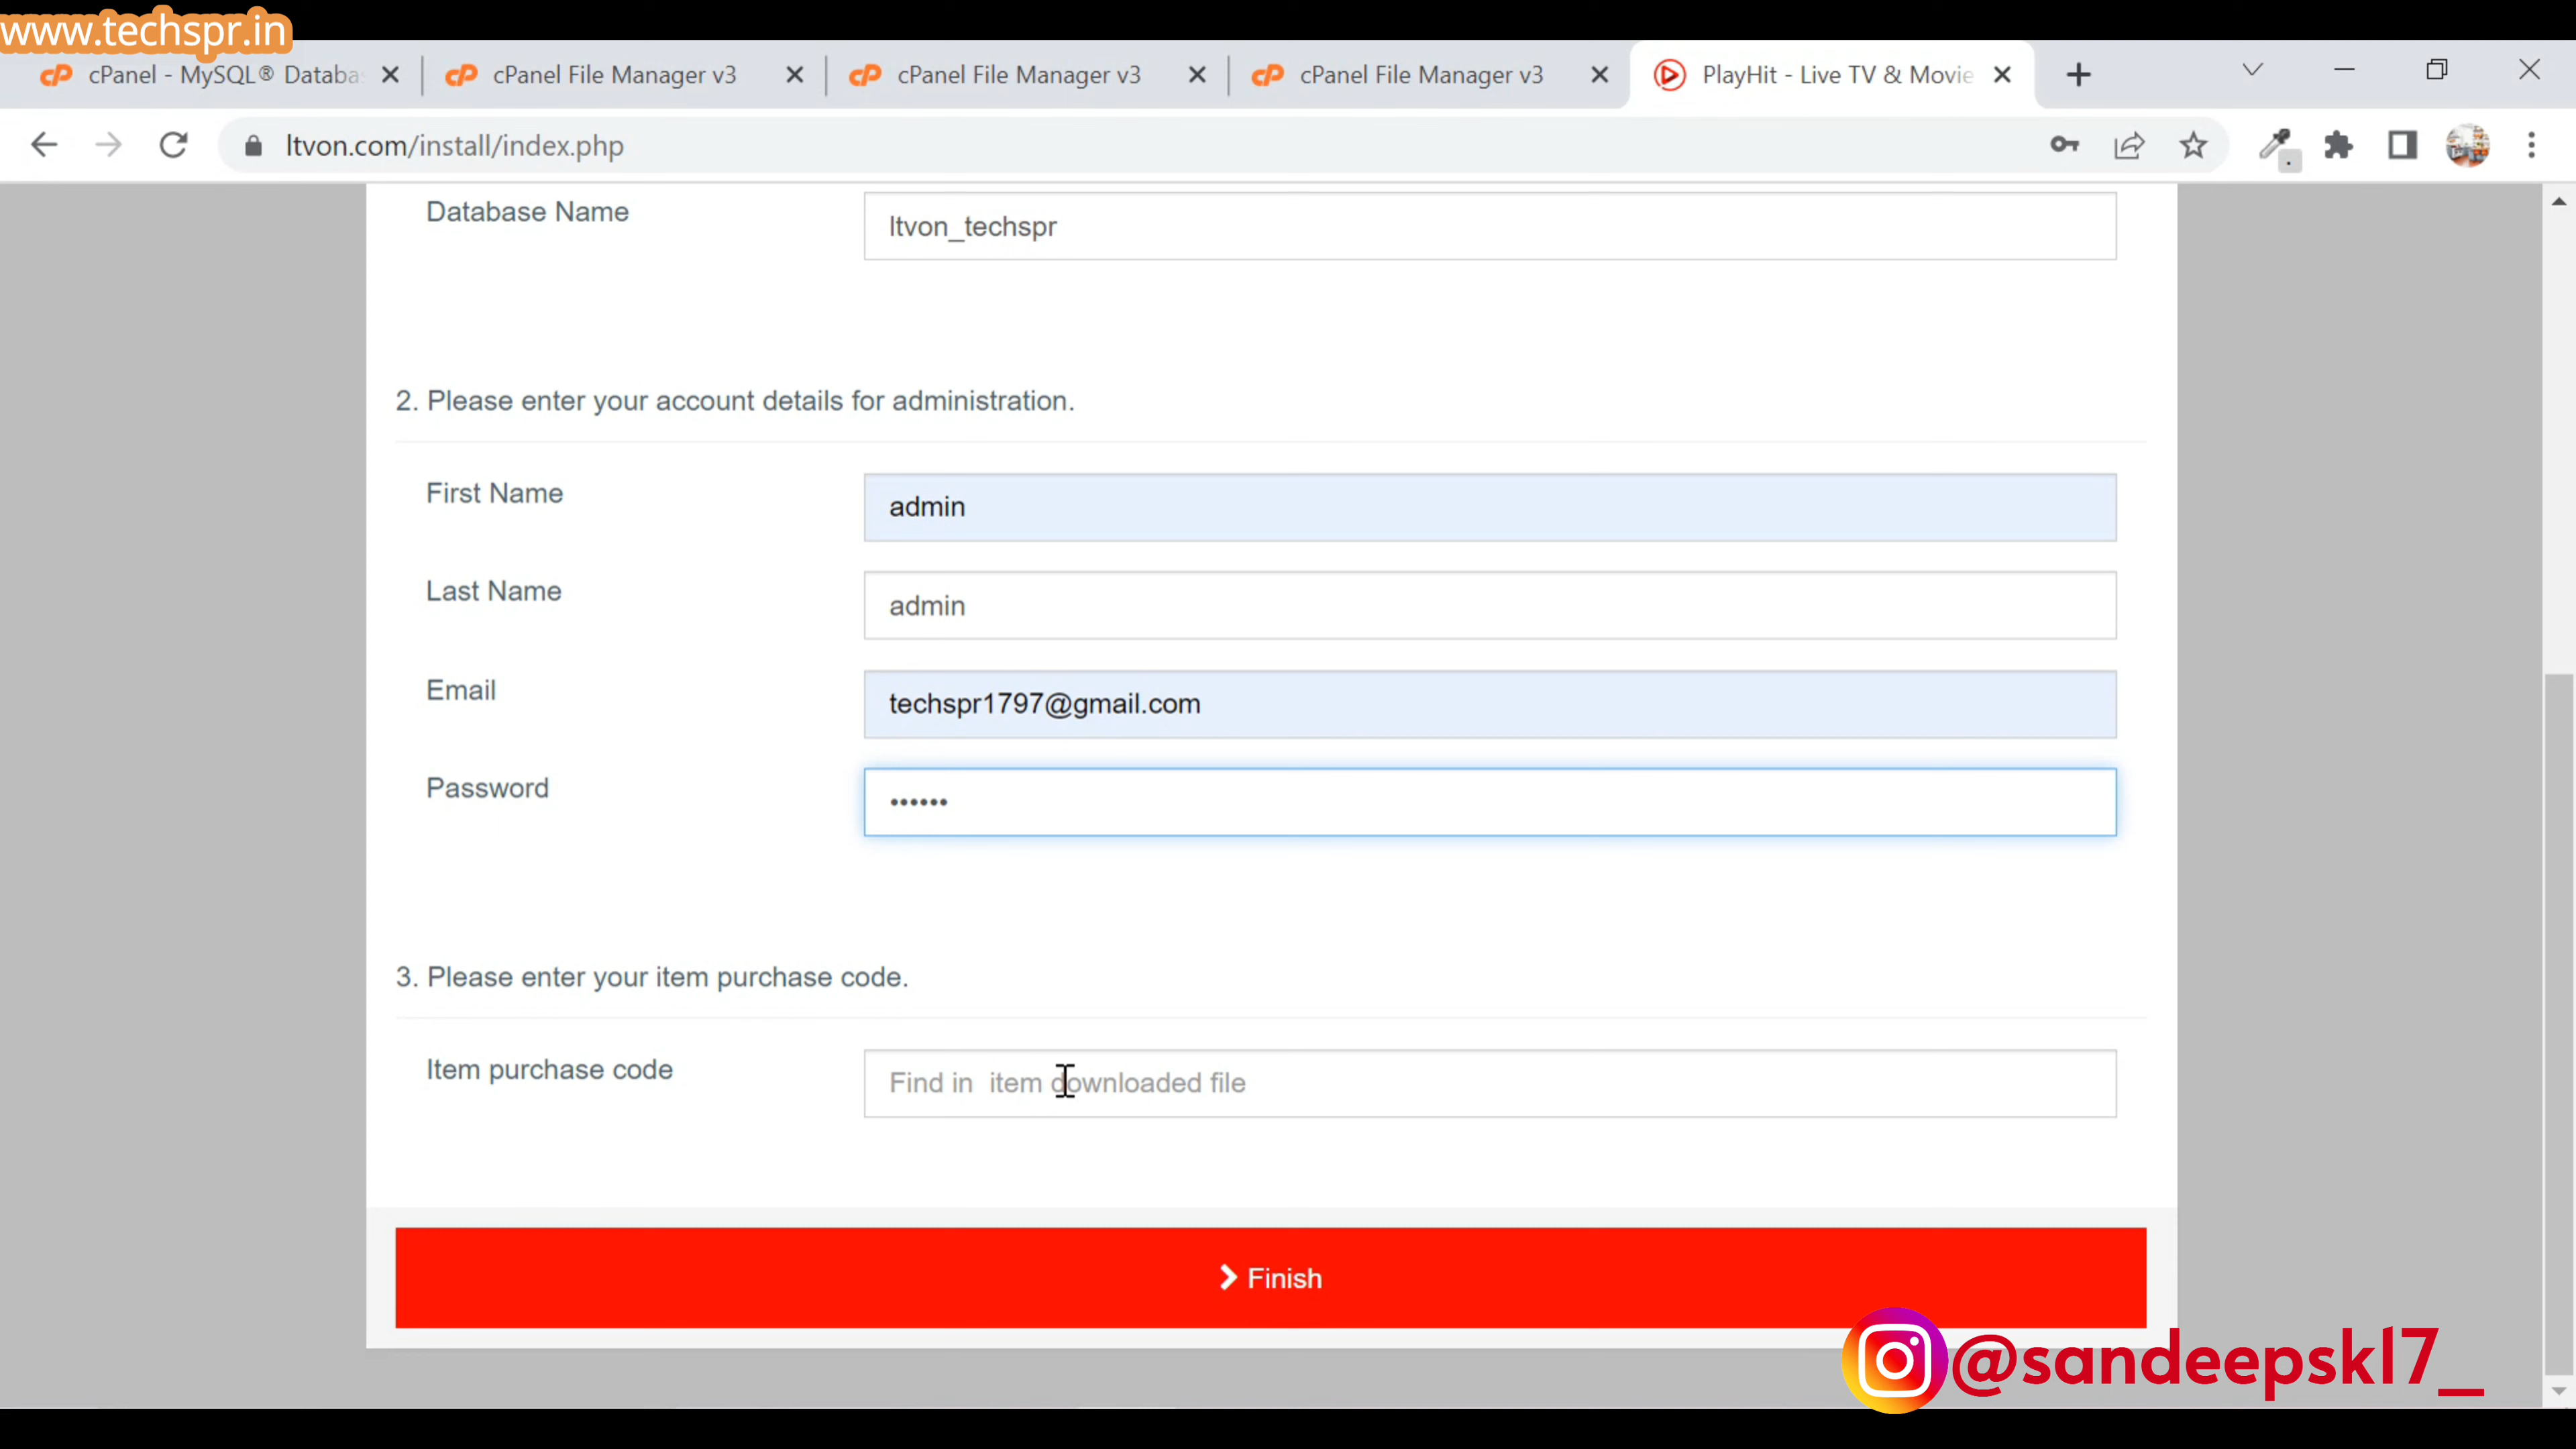 www.techspr.in
cPanel - MySQL® Databa
cPanel File Manager v3
cPanel File Manager v3
cPanel File Manager v3
PlayHit - Live TV & Movie
ltvon.com/install/index.php
Database Name
ltvon_techspr
2. Please enter your account details for administration.
First Name
admin
Last Name
admin
Email
techspr1797@gmail.com
Password
••••••
3. Please enter your item purchase code.
Item purchase code
Find in  item downloaded file
Finish
@sandeepsk17_